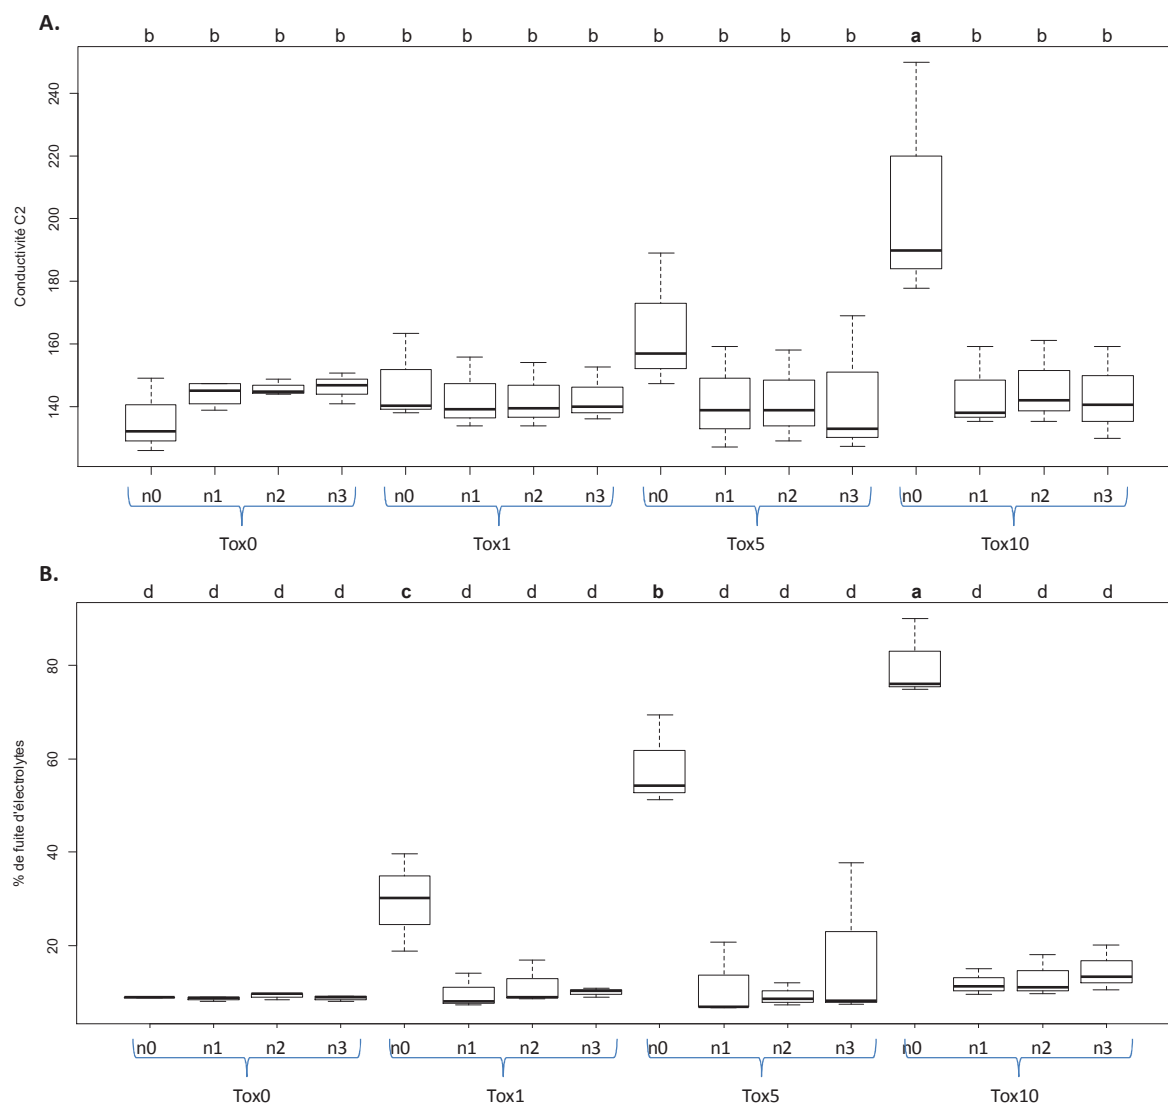 A.
b b b b b b b b b b b b a b b b
240
220
200
180
160
140
Conductivité C2
n0 n1 n2 n3 n0 n1 n2 n3 n0 n1 n2 n3 n0 n1 n2 n3
Tox0 Tox1 Tox5 Tox10
B.
d d d d c d d d b d d d a d d d
80
60
40
20
% de fuite d'électrolytes
n0 n1 n2 n3 n0 n1 n2 n3 n0 n1 n2 n3 n0 n1 n2 n3
Tox0 Tox1 Tox5 Tox10